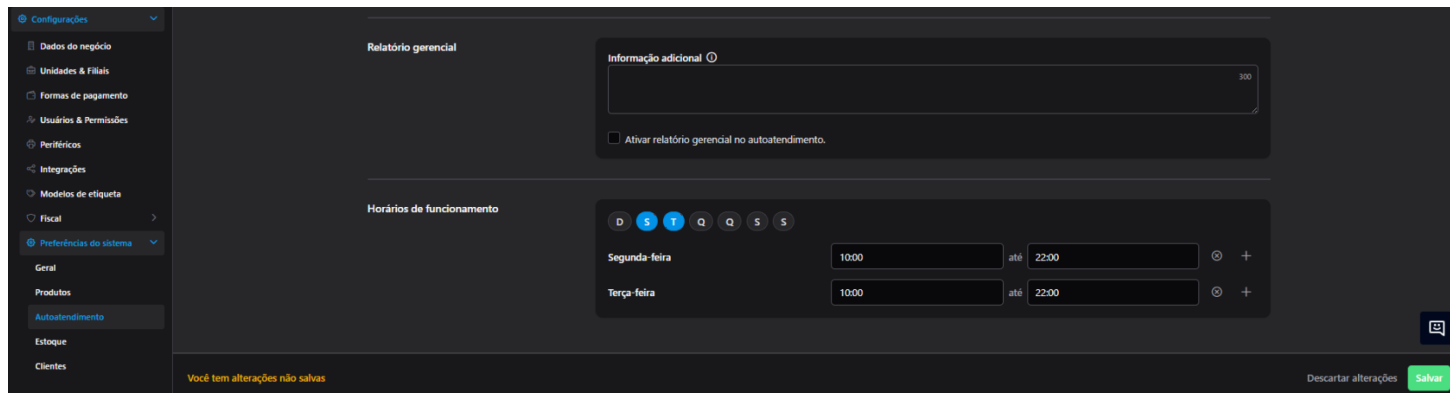 Configurações
Dados do negócio
Unidades & Filiais
Formas de pagamento
Usuários & Permissões
Periféricos
Integrações
Modelos de etiqueta
Fiscal
Preferências do sistema
Geral
Produtos
Autoatendimento
Estoque
Clientes
Relatório gerencial
Informação adicional
300
Ativar relatório gerencial no autoatendimento.
Horários de funcionamento
D S T Q Q S S
Segunda-feira 10:00 até 22:00
Terça-feira 10:00 até 22:00
Você tem alterações não salvas
Descartar alterações Salvar